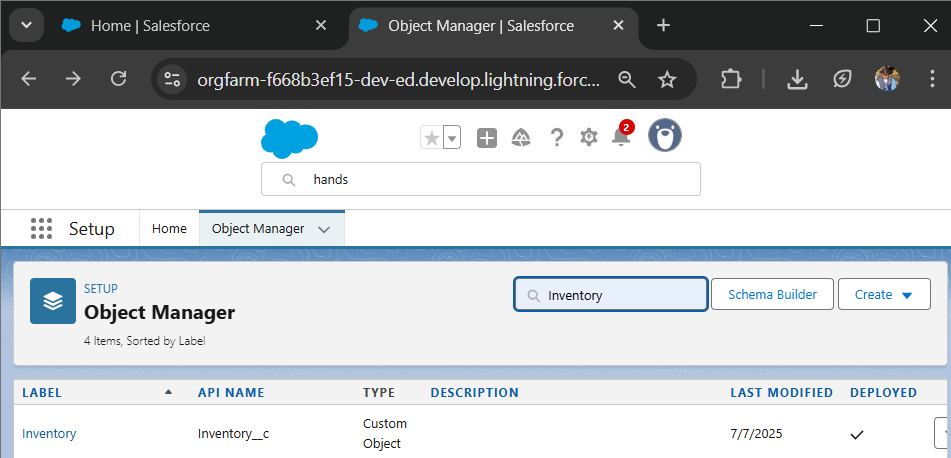 Home | Salesforce
Object Manager | Salesforce
orgfarm-f668b3ef15-dev-ed.develop.lightning.forc...
2
hands
Setup
Home
Object Manager
SETUP
Object Manager
4 Items, Sorted by Label
Inventory
Schema Builder
Create
LABEL API NAME TYPE DESCRIPTION LAST MODIFIED DEPLOYED
Inventory Inventory__c Custom Object 7/7/2025